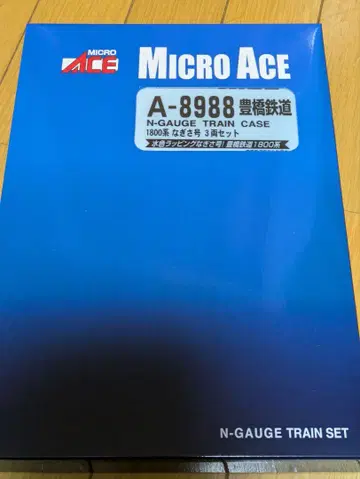 MICRO
ACE
MICRO ACE
A-8988 豊橋鉄道
N-GAUGE TRAIN CASE
1800系 なぎさ号 3両セット
水色ラッピングなぎさ号! 豊橋鉄道1800系
N-GAUGE TRAIN SET